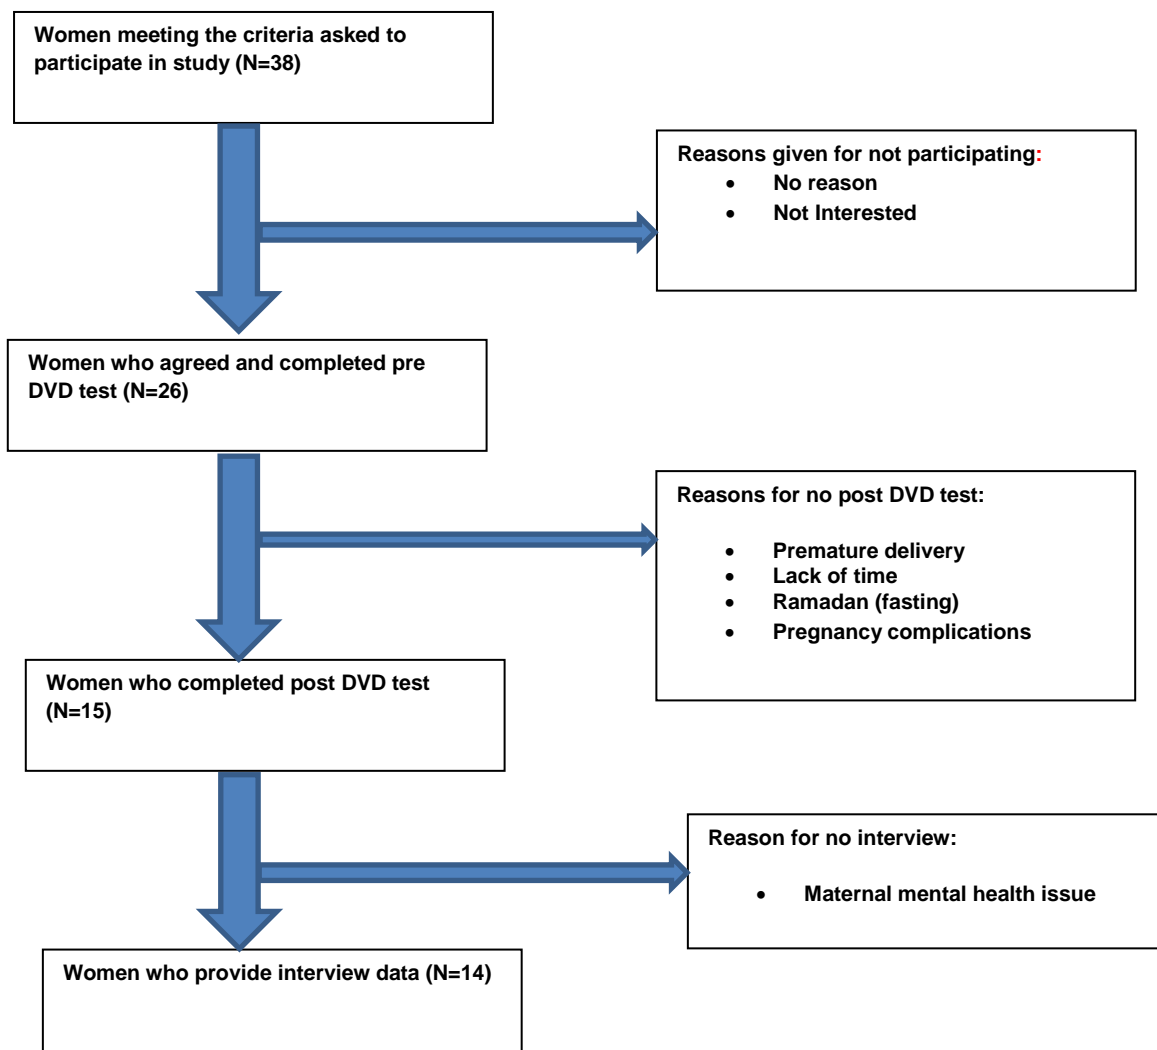 Women meeting the criteria asked to
participate in study (N=38)
Reasons given for not participating:
• No reason
• Not Interested
Women who agreed and completed pre
DVD test (N=26)
Reasons for no post DVD test:
• Premature delivery
• Lack of time
• Ramadan (fasting)
• Pregnancy complications
Women who completed post DVD test
(N=15)
Reason for no interview:
• Maternal mental health issue
Women who provide interview data (N=14)